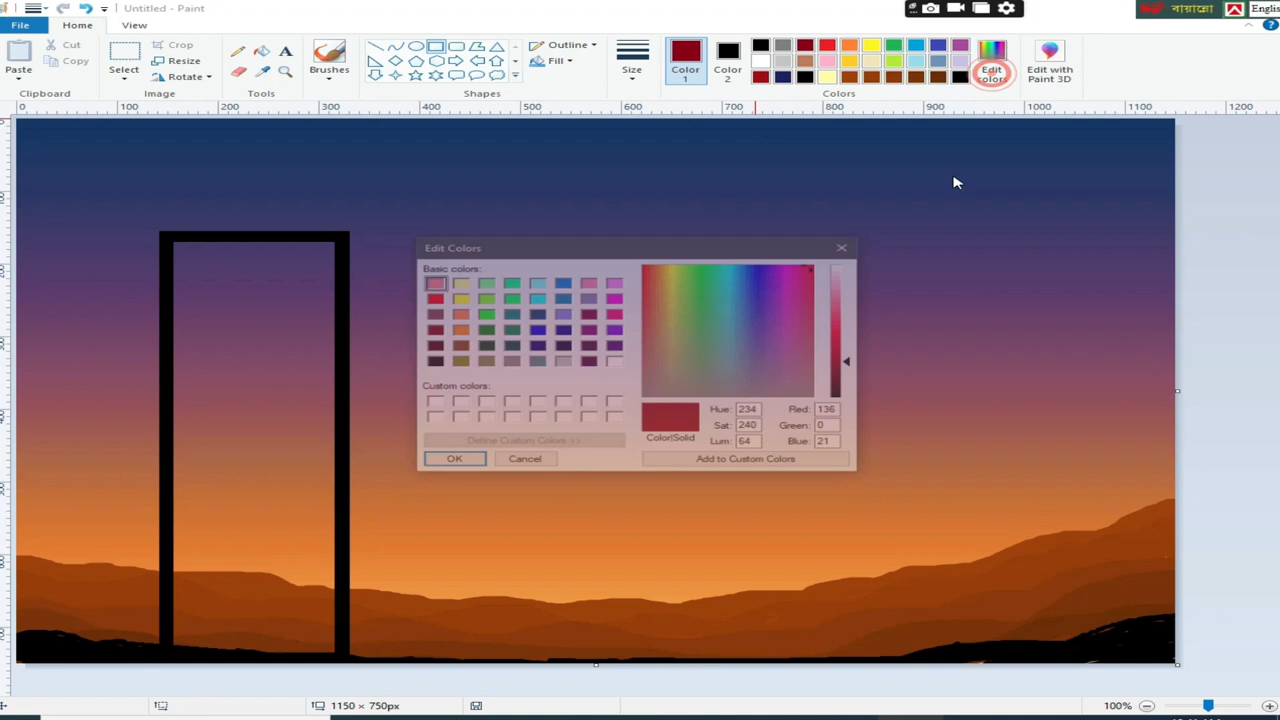 Untitled - Paint
বায়ান্নো
English
File
Home
View
Paste
Cut
Copy
Clipboard
Select
Crop
Resize
Rotate
Image
Tools
Brushes
Shapes
Outline
Fill
Size
Color 1
Color 2
Colors
Edit colors
Edit with Paint 3D
0 100 200 300 400 500 600 700 800 900 1000 1100 1200
Edit Colors
Basic colors:
Custom colors:
Define Custom Colors >>
OK
Cancel
Color|Solid
Hue: 234
Sat: 240
Lum: 64
Red: 136
Green: 0
Blue: 21
Add to Custom Colors
1150 × 750px
100%